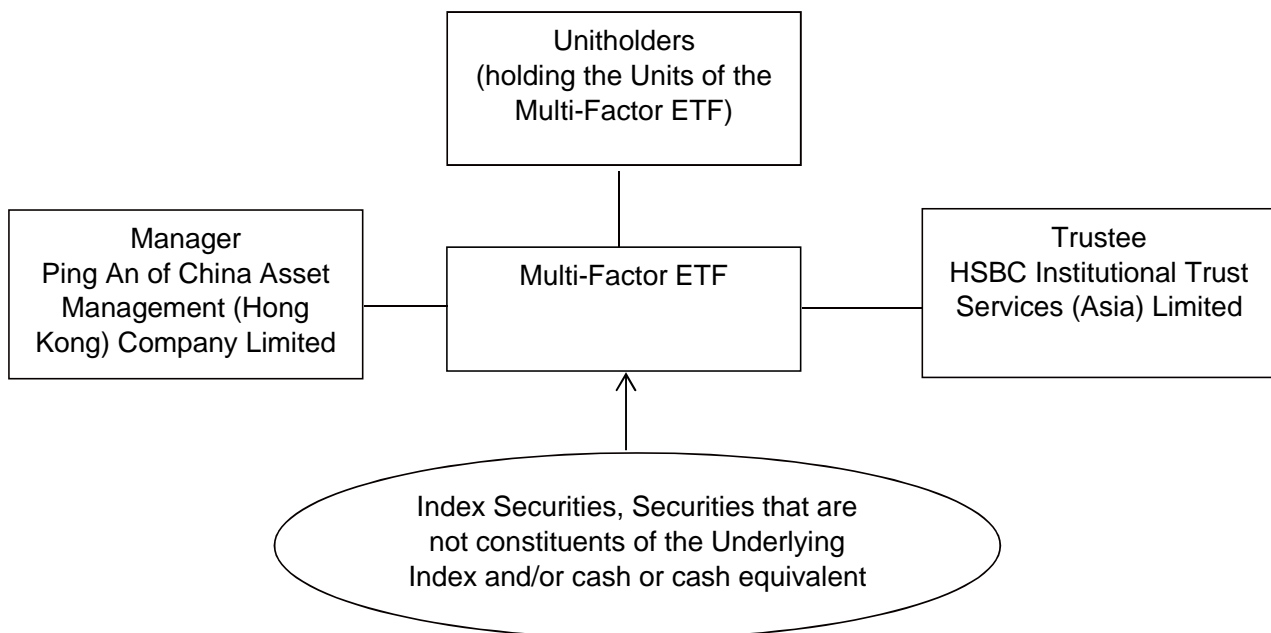 Unitholders
(holding the Units of the
Multi-Factor ETF)
Manager
Ping An of China Asset
Management (Hong
Kong) Company Limited
Multi-Factor ETF
Trustee
HSBC Institutional Trust
Services (Asia) Limited
Index Securities, Securities that are
not constituents of the Underlying
Index and/or cash or cash equivalent